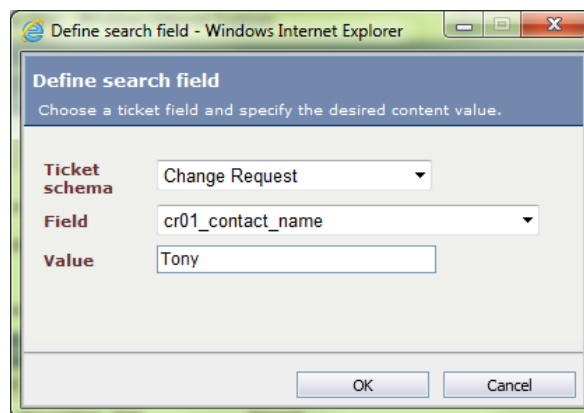 Define search field - Windows Internet Explorer
Define search field
Choose a ticket field and specify the desired content value.
Ticket
schema
Change Request
Field
cr01_contact_name
Value
Tony
OK
Cancel